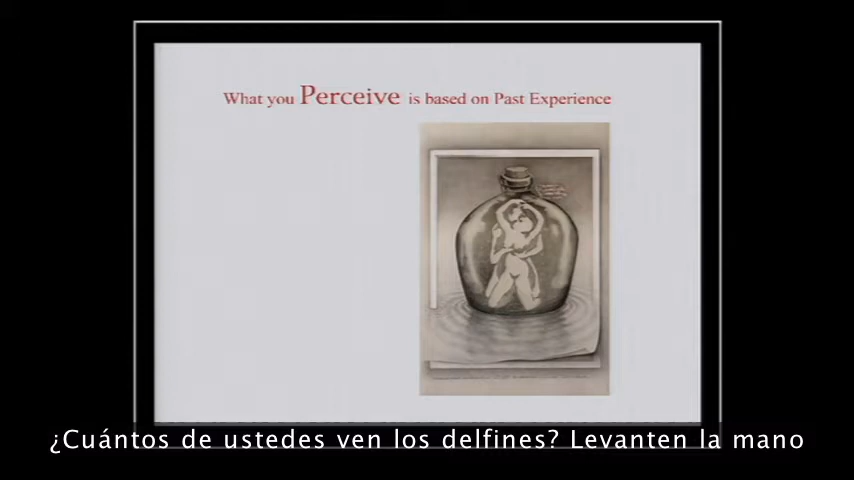 What you Perceive is based on Past Experience
¿Cuántos de ustedes ven los delfines? Levanten la mano